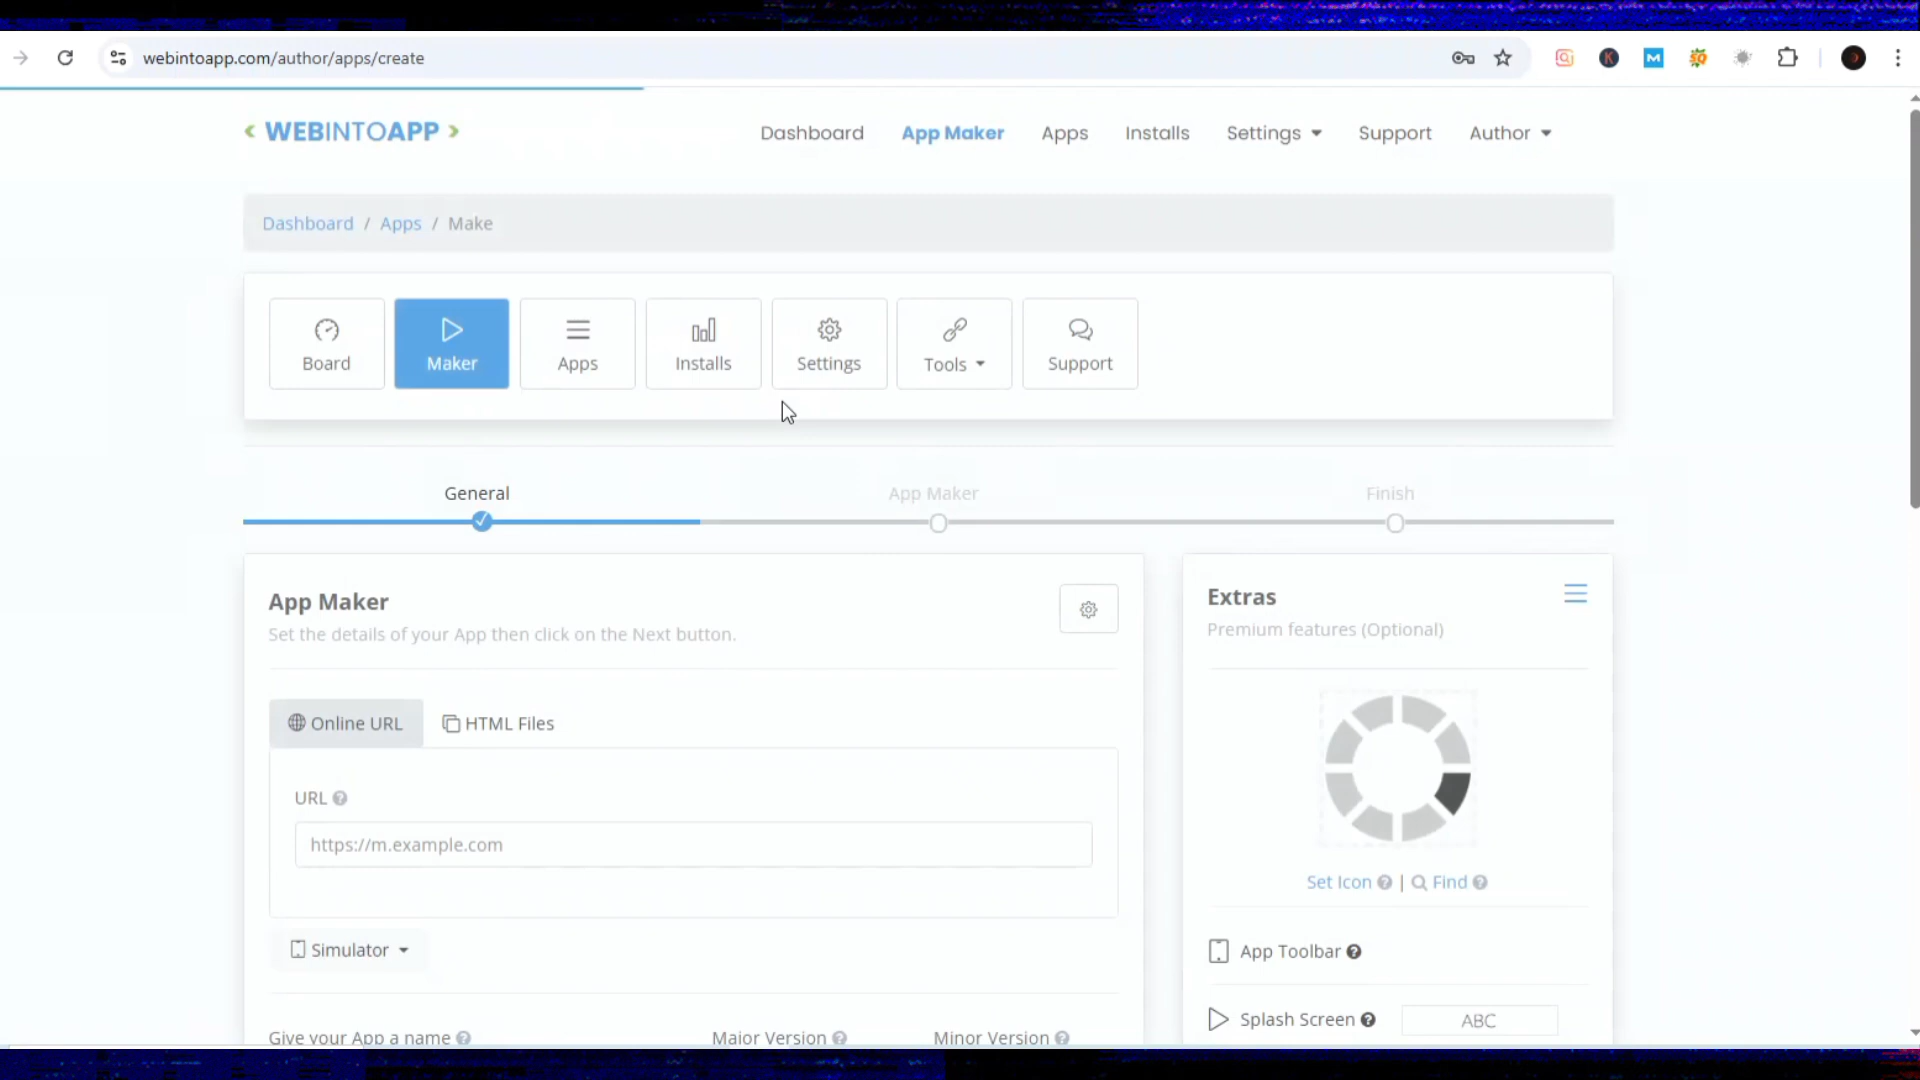 webintoapp.com/author/apps/create
< WEBINTOAPP >
Dashboard App Maker Apps Installs Settings Support Author
Dashboard / Apps / Make
Board Maker Apps Installs Settings Tools Support
General App Maker Finish
App Maker
Set the details of your App then click on the Next button.
Online URL HTML Files
URL
https://m.example.com
Simulator
Give your App a name Major Version Minor Version
Extras
Premium features (Optional)
Set Icon | Find
App Toolbar
Splash Screen ABC